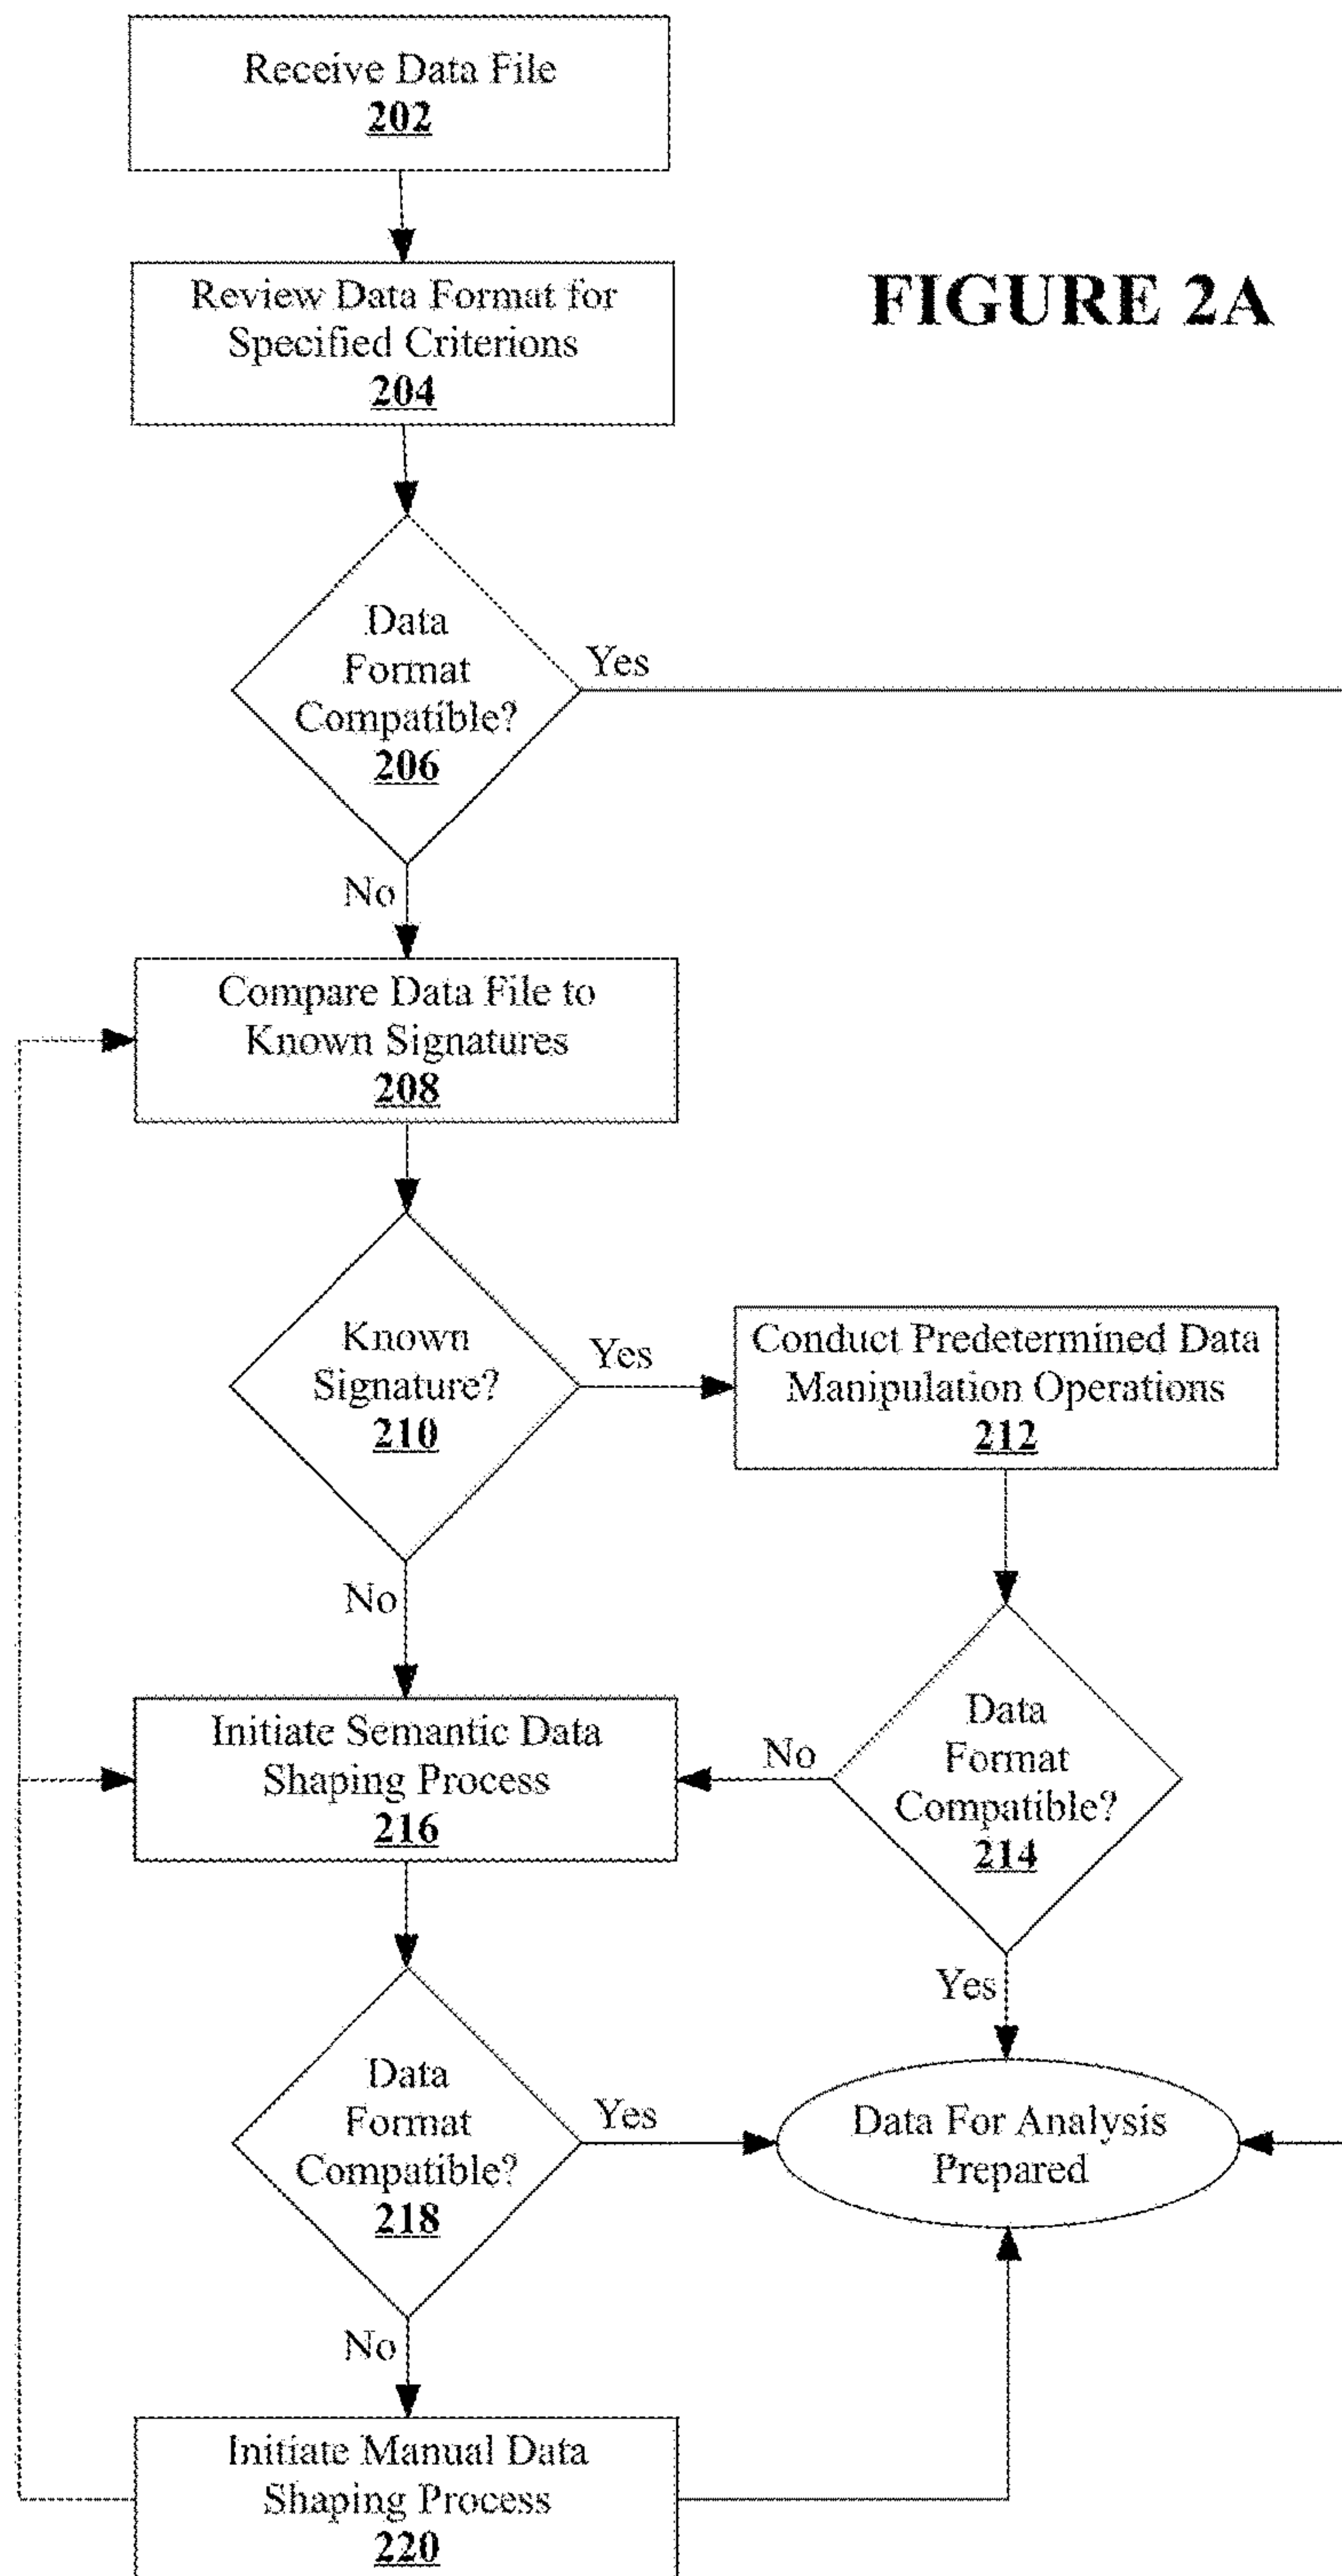 Receive Data File
202
FIGURE 2A
Review Data Format for
Specified Criterions
204
Data
Format
Compatible?
206
Yes
No
Compare Data File to
Known Signatures
208
Known
Signature?
210
Yes
Conduct Predetermined Data
Manipulation Operations
212
No
Initiate Semantic Data
Shaping Process
216
No
Data
Format
Compatible?
214
Yes
Data
Format
Compatible?
218
Yes
Data For Analysis
Prepared
No
Initiate Manual Data
Shaping Process
220